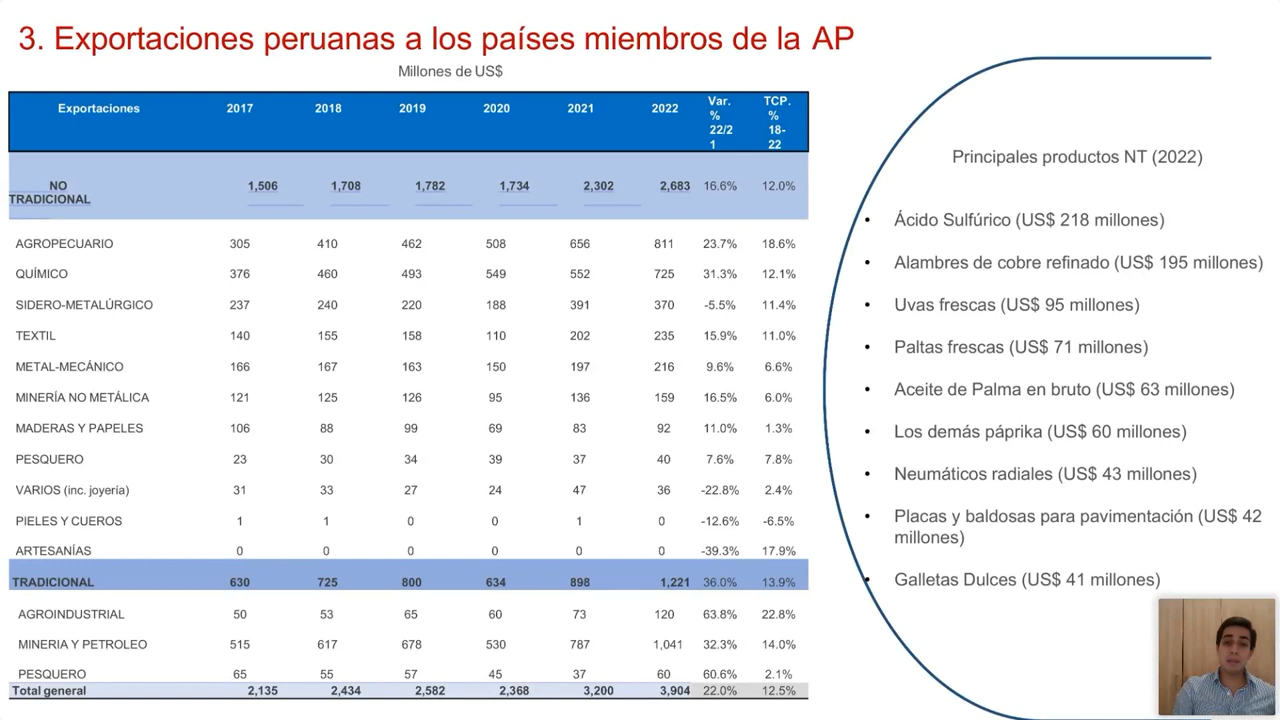 3. Exportaciones peruanas a los países miembros de la AP
Millones de US$
Exportaciones 2017 2018 2019 2020 2021 2022 Var. % 22/2 1 TCP. % 18- 22
NO TRADICIONAL 1,506 1,708 1,782 1,734 2,302 2,683 16.6% 12.0%
AGROPECUARIO 305 410 462 508 656 811 23.7% 18.6%
QUÍMICO 376 460 493 549 552 725 31.3% 12.1%
SIDERO-METALÚRGICO 237 240 220 188 391 370 -5.5% 11.4%
TEXTIL 140 155 158 110 202 235 15.9% 11.0%
METAL-MECÁNICO 166 167 163 150 197 216 9.6% 6.6%
MINERÍA NO METÁLICA 121 125 126 95 136 159 16.5% 6.0%
MADERAS Y PAPELES 106 88 99 69 83 92 11.0% 1.3%
PESQUERO 23 30 34 39 37 40 7.6% 7.8%
VARIOS (inc. joyería) 31 33 27 24 47 36 -22.8% 2.4%
PIELES Y CUEROS 1 1 0 0 1 0 -12.6% -6.5%
ARTESANÍAS 0 0 0 0 0 0 -39.3% 17.9%
TRADICIONAL 630 725 800 634 898 1,221 36.0% 13.9%
AGROINDUSTRIAL 50 53 65 60 73 120 63.8% 22.8%
MINERIA Y PETROLEO 515 617 678 530 787 1,041 32.3% 14.0%
PESQUERO 65 55 57 45 37 60 60.6% 2.1%
Total general 2,135 2,434 2,582 2,368 3,200 3,904 22.0% 12.5%
Principales productos NT (2022)
• Ácido Sulfúrico (US$ 218 millones)
• Alambres de cobre refinado (US$ 195 millones)
• Uvas frescas (US$ 95 millones)
• Paltas frescas (US$ 71 millones)
• Aceite de Palma en bruto (US$ 63 millones)
• Los demás páprika (US$ 60 millones)
• Neumáticos radiales (US$ 43 millones)
• Placas y baldosas para pavimentación (US$ 42
millones)
• Galletas Dulces (US$ 41 millones)